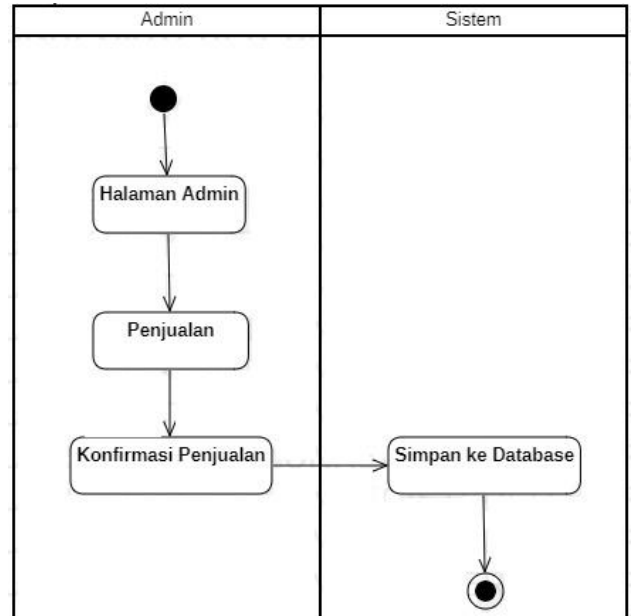 Admin
Sistem
Halaman Admin
Penjualan
Konfirmasi Penjualan
Simpan ke Database